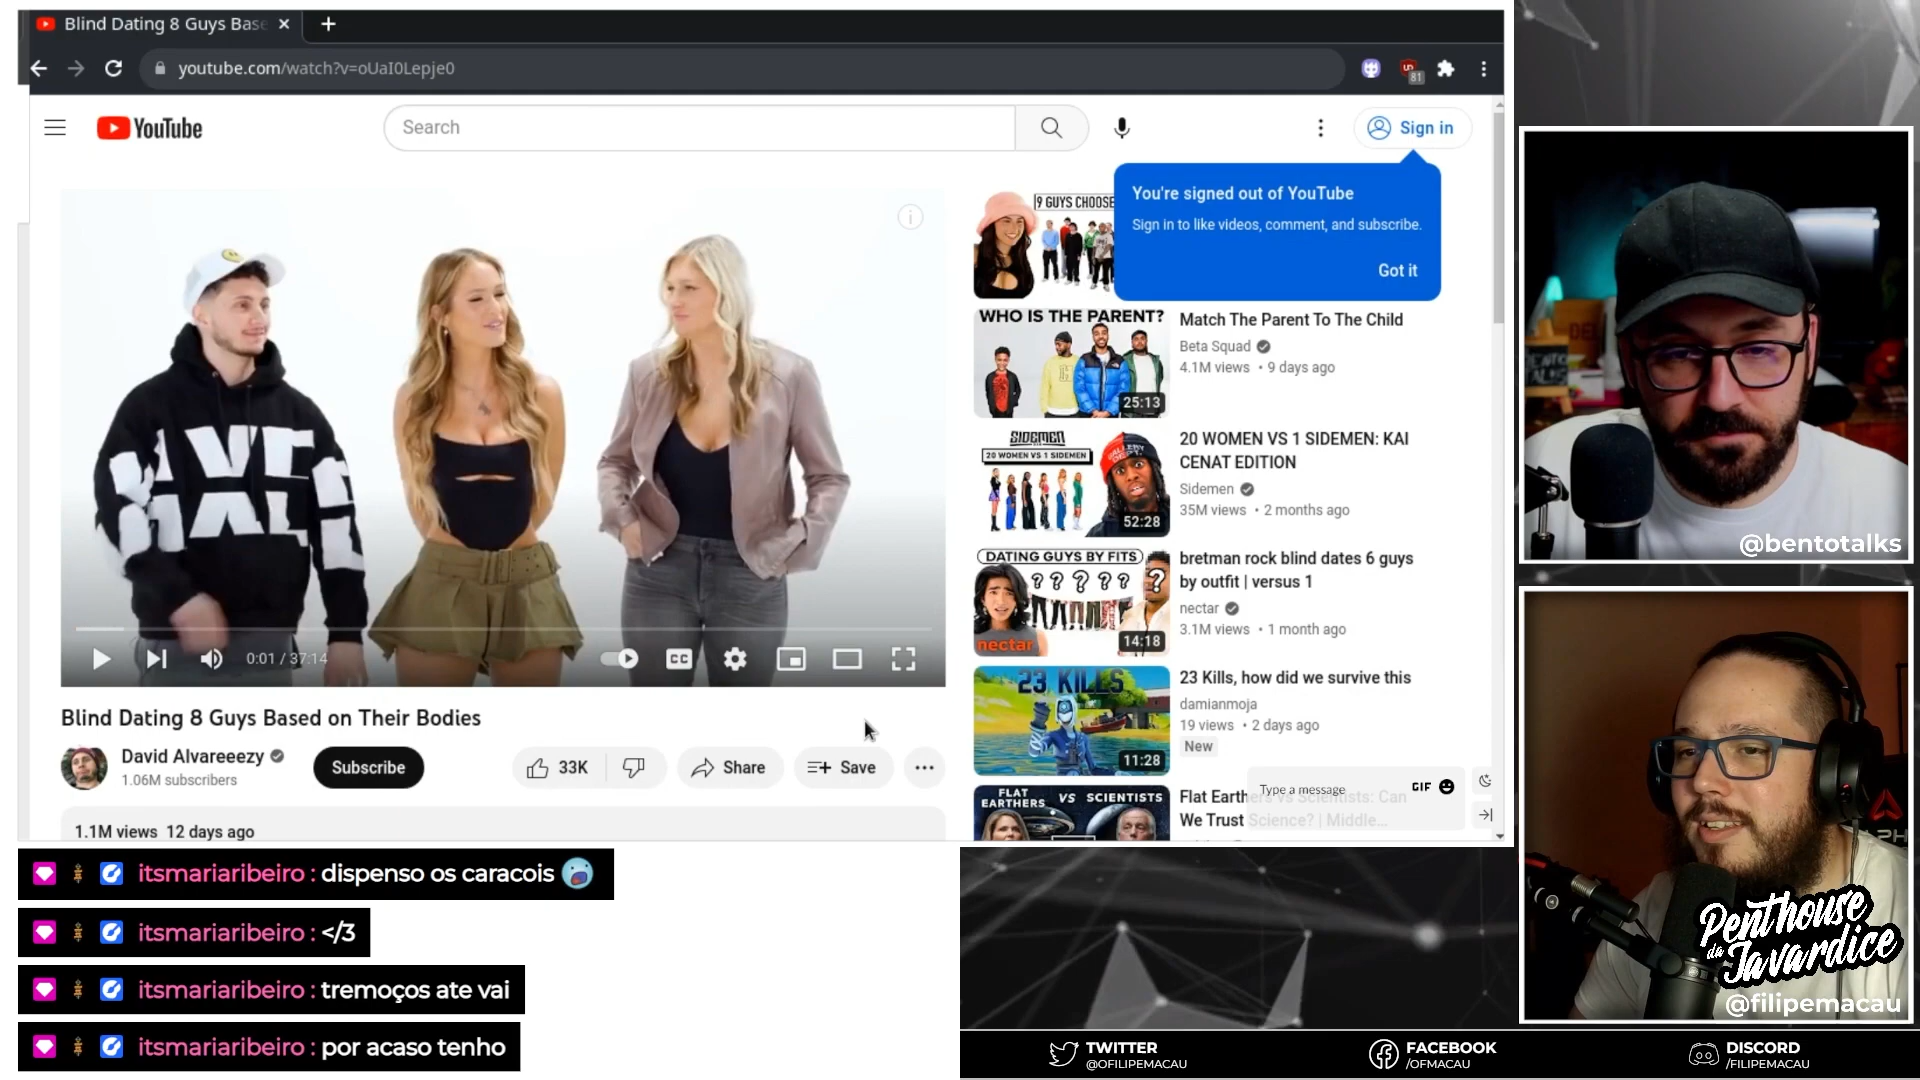 Blind Dating 8 Guys Base
youtube.com/watch?v=oUaI0Lepje0
81
YouTube
Search
Sign in
You're signed out of YouTube
Sign in to like videos, comment, and subscribe.
Got it
9 GUYS CHOOSE
WHO IS THE PARENT?
25:13
Match The Parent To The Child
Beta Squad
4.1M views • 9 days ago
SIDEMEN
20 WOMEN VS 1 SIDEMEN
52:28
20 WOMEN VS 1 SIDEMEN: KAI
CENAT EDITION
Sidemen
35M views • 2 months ago
DATING GUYS BY FITS
? ? ? ? ? ?
nectar
14:18
bretman rock blind dates 6 guys
by outfit | versus 1
nectar
3.1M views • 1 month ago
23 KILLS
11:28
23 Kills, how did we survive this
damianmoja
19 views • 2 days ago
New
FLAT
EARTHERS VS SCIENTISTS
Flat Earthers vs Scientists: Can
We Trust Science? | Middle...
Type a message
GIF
0:01 / 37:14
CC
Blind Dating 8 Guys Based on Their Bodies
David Alvareeezy
1.06M subscribers
Subscribe
33K
Share
Save
1.1M views 12 days ago
itsmariaribeiro : dispenso os caracois
itsmariaribeiro : </3
itsmariaribeiro : tremoços ate vai
itsmariaribeiro : por acaso tenho
@bentotalks
Penthouse
da Javardice
@filipemacau
TWITTER
@OFILIPEMACAU
FACEBOOK
/OFMACAU
DISCORD
/FILIPEMACAU